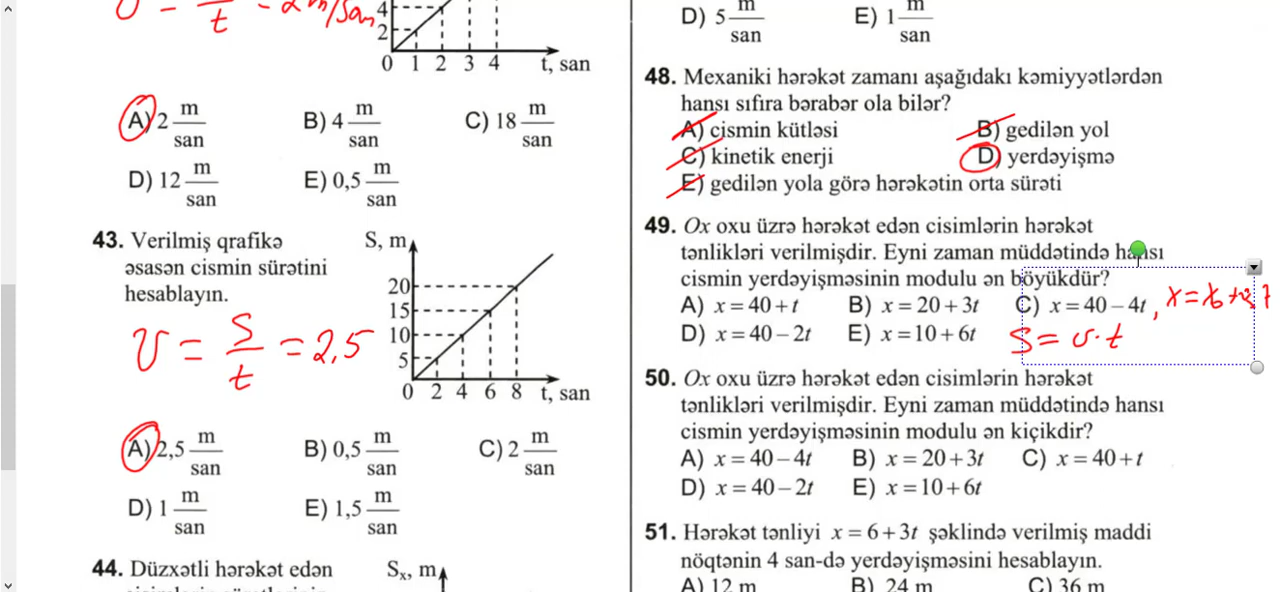 υ = — = 2 m/san
t
4
2
0 1 2 3 4 t, san
A) 2 m/san B) 4 m/san C) 18 m/san
D) 12 m/san E) 0,5 m/san
43. Verilmiş qrafikə
əsasən cismin sürətini
hesablayın.
S, m
20
15
10
5
0 2 4 6 8 t, san
υ = S/t = 2,5
A) 2,5 m/san B) 0,5 m/san C) 2 m/san
D) 1 m/san E) 1,5 m/san
44. Düzxətli hərəkət edən
Sₓ, m
D) 5 m/san E) 1 m/san
48. Mexaniki hərəkət zamanı aşağıdakı kəmiyyətlərdən
hansı sıfıra bərabər ola bilər?
A) cismin kütləsi B) gedilən yol
C) kinetik enerji D) yerdəyişmə
E) gedilən yola görə hərəkətin orta sürəti
49. Ox oxu üzrə hərəkət edən cisimlərin hərəkət
tənlikləri verilmişdir. Eyni zaman müddətində hansı
cismin yerdəyişməsinin modulu ən böyükdür?
A) x = 40 + t B) x = 20 + 3t C) x = 40 – 4t
D) x = 40 – 2t E) x = 10 + 6t
S = υ·t
50. Ox oxu üzrə hərəkət edən cisimlərin hərəkət
tənlikləri verilmişdir. Eyni zaman müddətində hansı
cismin yerdəyişməsinin modulu ən kiçikdir?
A) x = 40 – 4t B) x = 20 + 3t C) x = 40 + t
D) x = 40 – 2t E) x = 10 + 6t
51. Hərəkət tənliyi x = 6 + 3t şəklində verilmiş maddi
nöqtənin 4 san-də yerdəyişməsini hesablayın.
A) 12 m B) 24 m C) 36 m